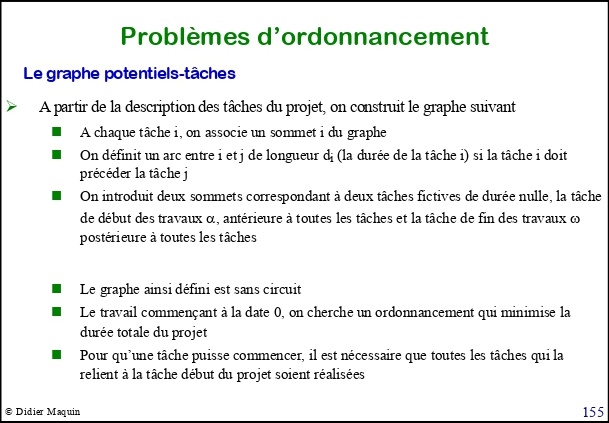 Problèmes d’ordonnancement
Le graphe potentiels-tâches
A partir de la description des tâches du projet, on construit le graphe suivant
A chaque tâche i, on associe un sommet i du graphe
On définit un arc entre i et j de longueur di (la durée de la tâche i) si la tâche i doit
précéder la tâche j
On introduit deux sommets correspondant à deux tâches fictives de durée nulle, la tâche
de début des travaux α, antérieure à toutes les tâches et la tâche de fin des travaux ω
postérieure à toutes les tâches
Le graphe ainsi défini est sans circuit
Le travail commençant à la date 0, on cherche un ordonnancement qui minimise la
durée totale du projet
Pour qu’une tâche puisse commencer, il est nécessaire que toutes les tâches qui la
relient à la tâche début du projet soient réalisées
© Didier Maquin
155